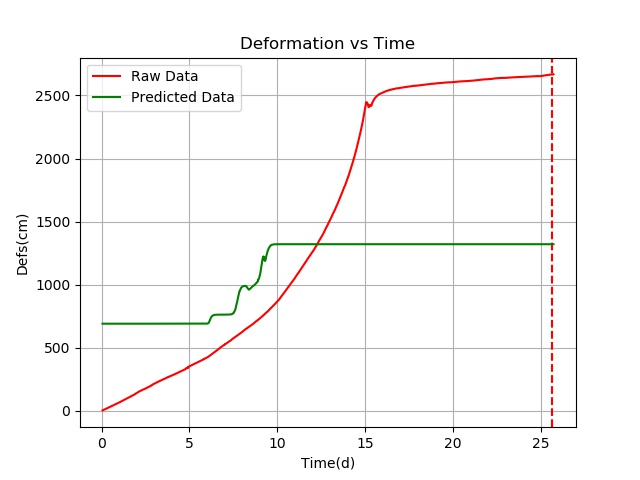 Deformation vs Time
Raw Data
Predicted Data
Defs(cm)
2500
2000
1500
1000
500
0
0 5 10 15 20 25
Time(d)